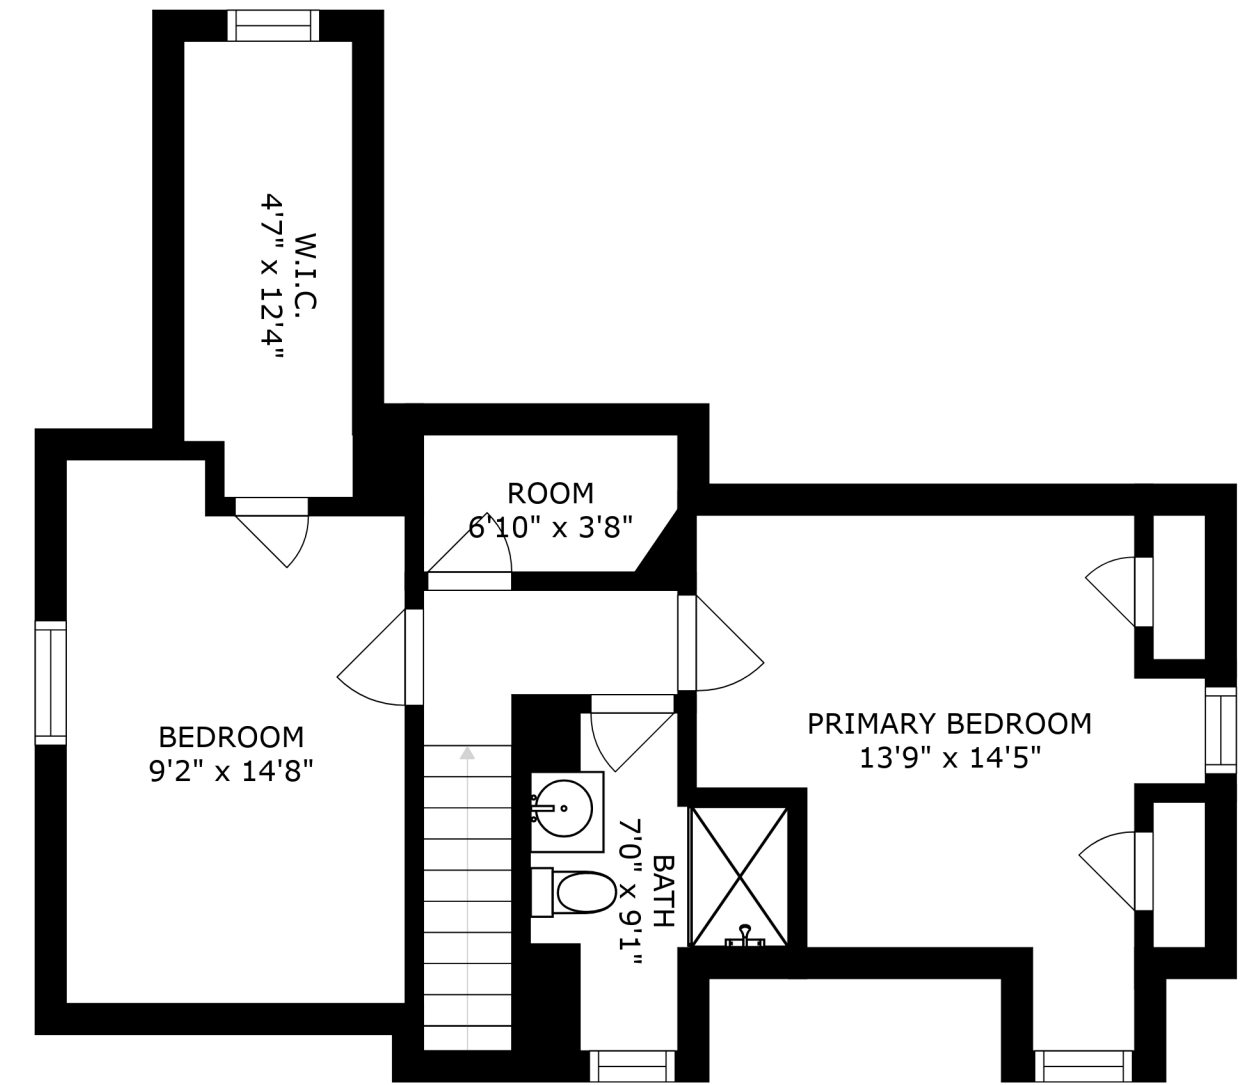 W.I.C.
4'7" x 12'4"
ROOM
6'10" x 3'8"
BEDROOM
9'2" x 14'8"
PRIMARY BEDROOM
13'9" x 14'5"
BATH
7'0" x 9'1"